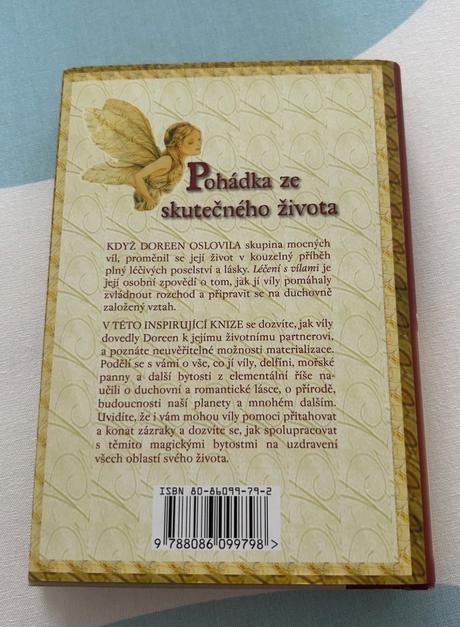 Pohádka ze
skutečného života
KDYŽ DOREEN OSLOVILA skupina mocných
víl, proměnil se její život v kouzelný příběh
plný léčivých poselství a lásky. Léčení s vílami je
její osobní zpovědí o tom, jak jí víly pomáhaly
zvládnout rozchod a připravit se na duchovně
založený vztah.
V TÉTO INSPIRUJÍCÍ KNIZE se dozvíte, jak víly
dovedly Doreen k jejímu životnímu partnerovi,
a poznáte neuvěřitelné možnosti materializace.
Podělí se s vámi o vše, co jí víly, delfíni, mořské
panny a další bytosti z elementální říše na-
učili o duchovní a romantické lásce, o přírodě,
budoucnosti naší planety a mnohém dalším.
Uvidíte, že i vám mohou víly pomoci přitahovat
a konat zázraky a dozvíte se, jak spolupracovat
s těmito magickými bytostmi na uzdravení
všech oblastí svého života.
ISBN 80-86099-79-2
9 788086 099798 >